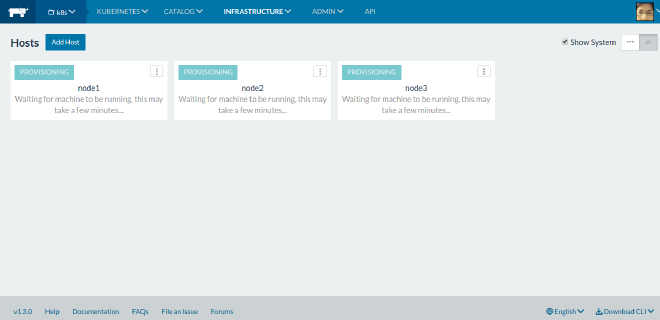 k8s KUBERNETES CATALOG INFRASTRUCTURE ADMIN API
Hosts Add Host Show System
PROVISIONING PROVISIONING PROVISIONING
node1 node2 node3
Waiting for machine to be running, this may Waiting for machine to be running, this may Waiting for machine to be running, this may
take a few minutes... take a few minutes... take a few minutes...
v1.3.0 Help Documentation FAQs File an Issue Forums English Download CLI